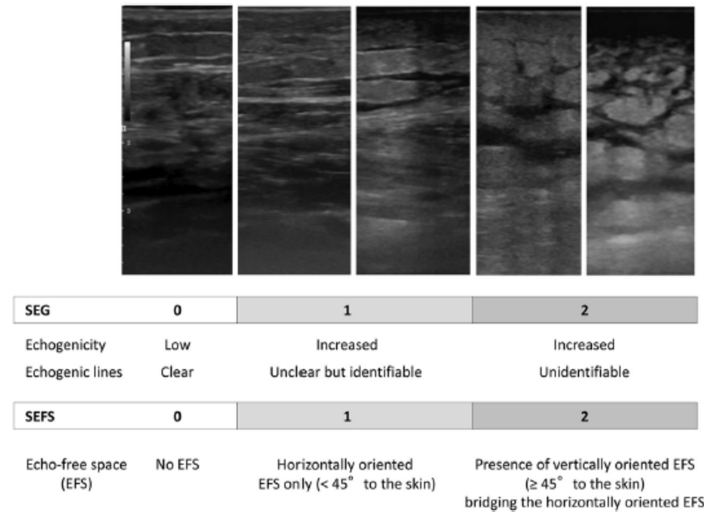 SEG 0 1 2
Echogenicity Low Increased Increased
Echogenic lines Clear Unclear but identifiable Unidentifiable
SEFS 0 1 2
Echo-free space No EFS Horizontally oriented Presence of vertically oriented EFS
(EFS) EFS only (< 45° to the skin) (≥ 45° to the skin)
bridging the horizontally oriented EFS